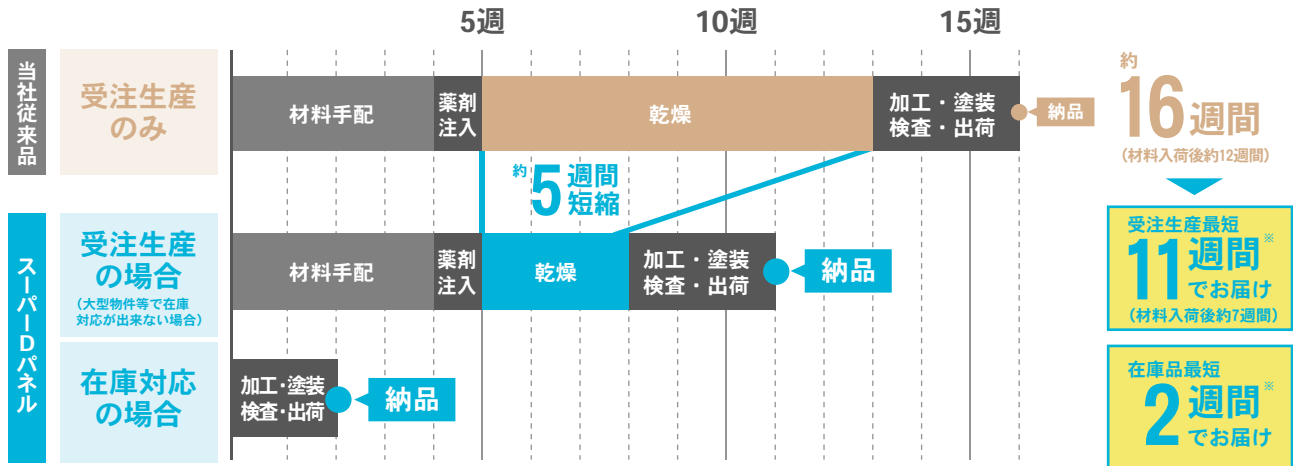 5週
10週
15週
当社従来品
受注生産
のみ
材料手配
薬剤
注入
乾燥
加工・塗装
検査・出荷
納品
約
16週間
(材料入荷後約12週間)
約5週間
短縮
スーパーDパネル
受注生産
の場合
(大型物件等で在庫
対応が出来ない場合)
材料手配
薬剤
注入
乾燥
加工・塗装
検査・出荷
納品
受注生産最短
11週間※
でお届け
(材料入荷後約7週間)
在庫対応
の場合
加工・塗装
検査・出荷
納品
在庫品最短
2週間※
でお届け